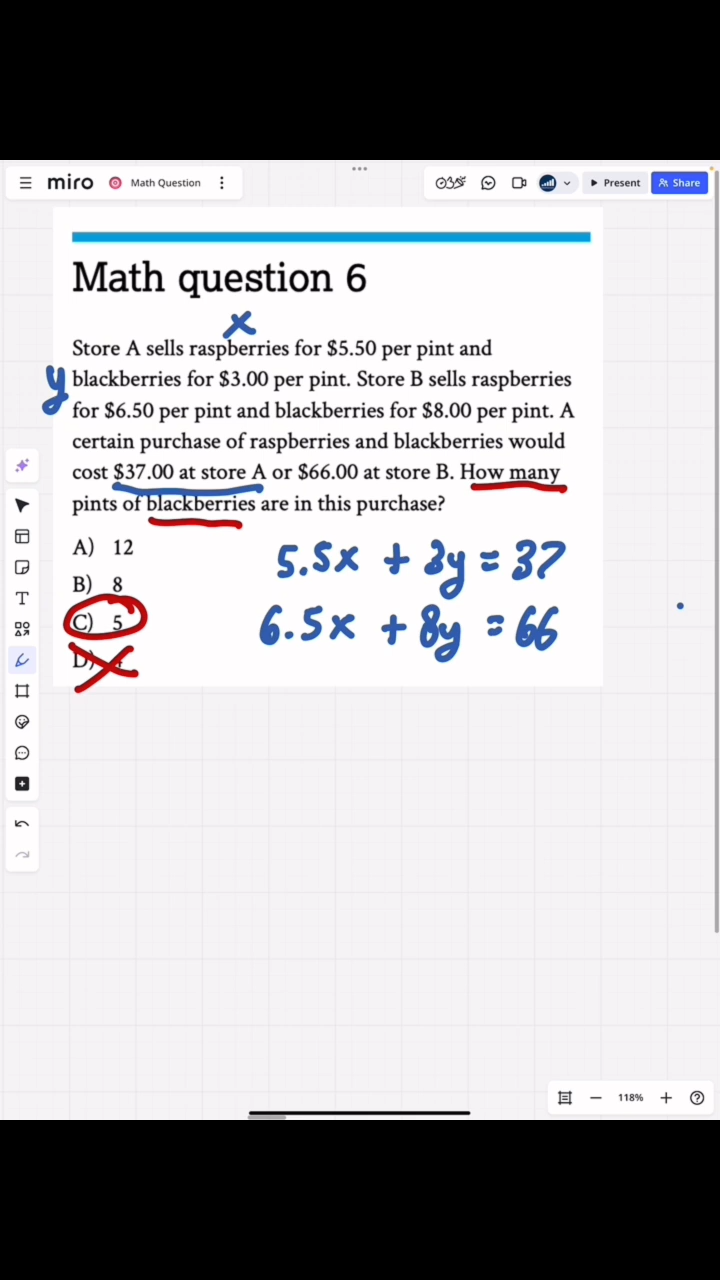 miro Math Question Present Share
Math question 6
x
Store A sells raspberries for $5.50 per pint and
y
blackberries for $3.00 per pint. Store B sells raspberries
for $6.50 per pint and blackberries for $8.00 per pint. A
certain purchase of raspberries and blackberries would
cost $37.00 at store A or $66.00 at store B. How many
pints of blackberries are in this purchase?
A) 12
5.5x + 3y = 37
B) 8
C) 5
6.5x + 8y = 66
D)
118%